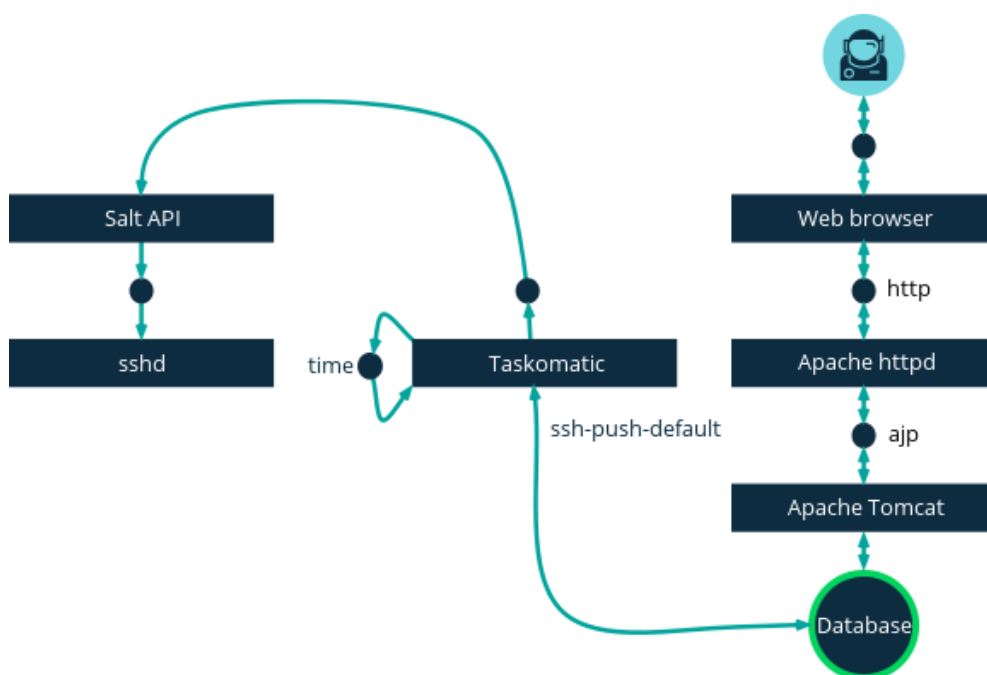 Salt API
Web browser
http
sshd
time
Taskomatic
Apache httpd
ssh-push-default
ajp
Apache Tomcat
Database